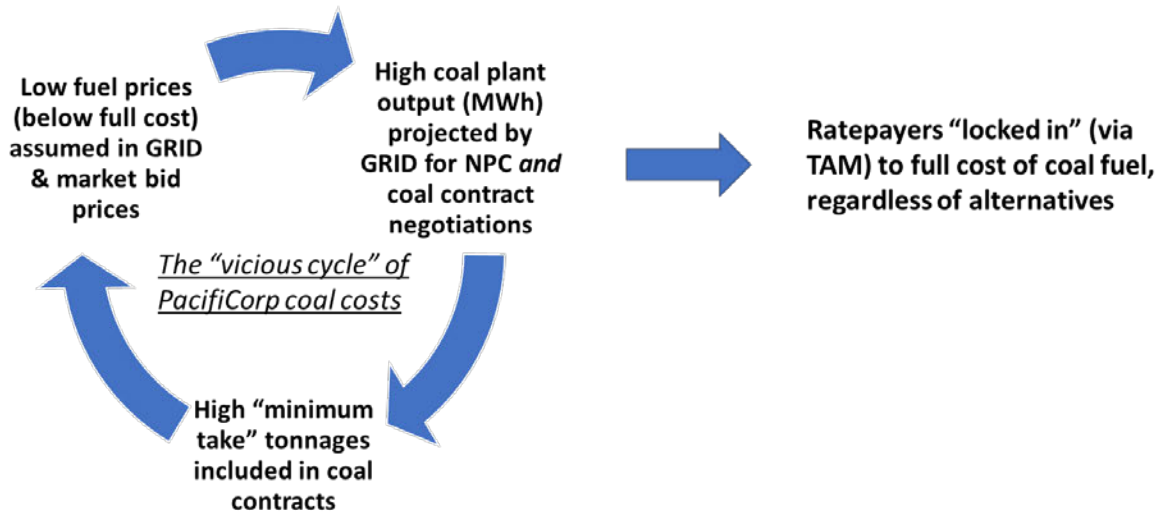 Low fuel prices
(below full cost)
assumed in GRID
& market bid
prices
High coal plant
output (MWh)
projected by
GRID for NPC and
coal contract
negotiations
Ratepayers “locked in” (via
TAM) to full cost of coal fuel,
regardless of alternatives
The “vicious cycle” of
PacifiCorp coal costs
High “minimum
take” tonnages
included in coal
contracts